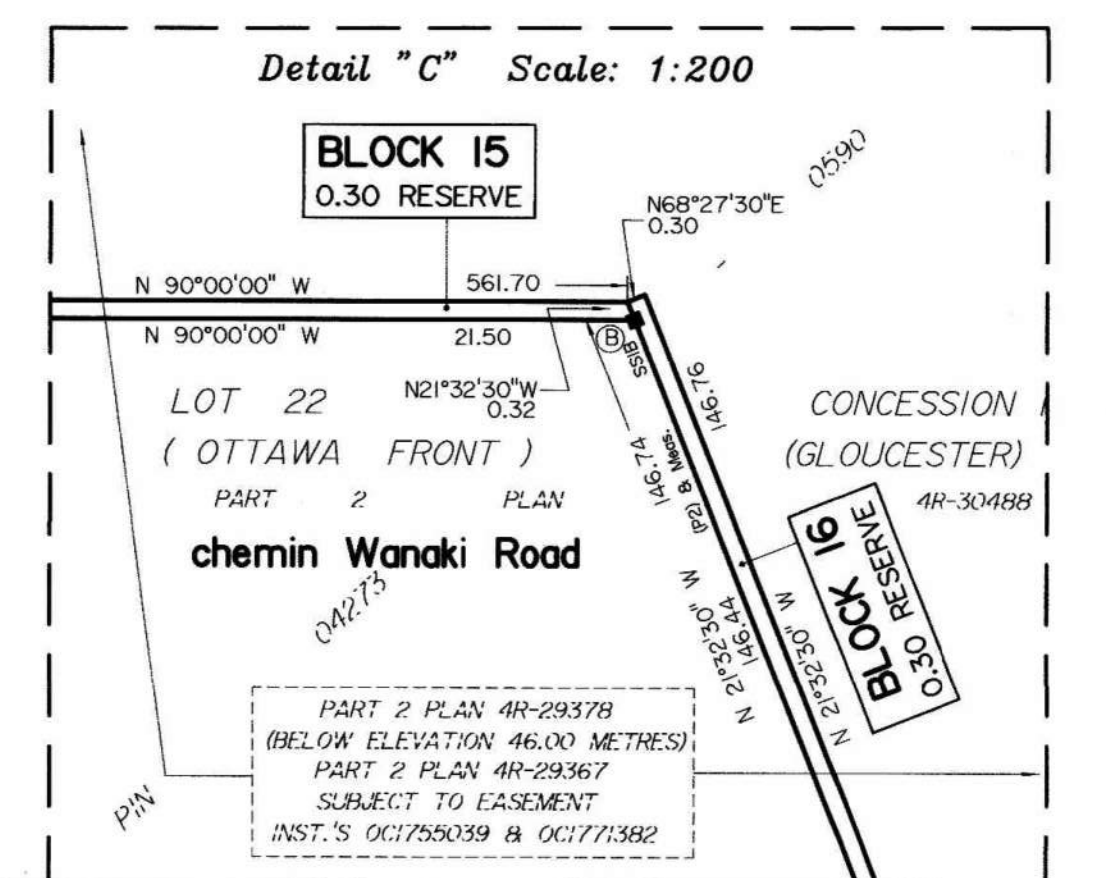 Detail "C" Scale: 1:200
BLOCK 15
0.30 RESERVE
0590
N68°27'30"E
0.30
N 90°00'00" W 561.70
N 90°00'00" W 21.50
B
SSIB
N21°32'30"W
0.32
LOT 22
( OTTAWA FRONT )
PART 2 PLAN
chemin Wanaki Road
04273
146.76
146.74
(P2) & Meas.
CONCESSION
(GLOUCESTER)
4R-30488
BLOCK 16
0.30 RESERVE
N 21°32'30" W
146.44
N 21°32'30" W
PART 2 PLAN 4R-29378
(BELOW ELEVATION 46.00 METRES)
PART 2 PLAN 4R-29367
SUBJECT TO EASEMENT
INST.'S OC1755039 & OC1771382
PIN